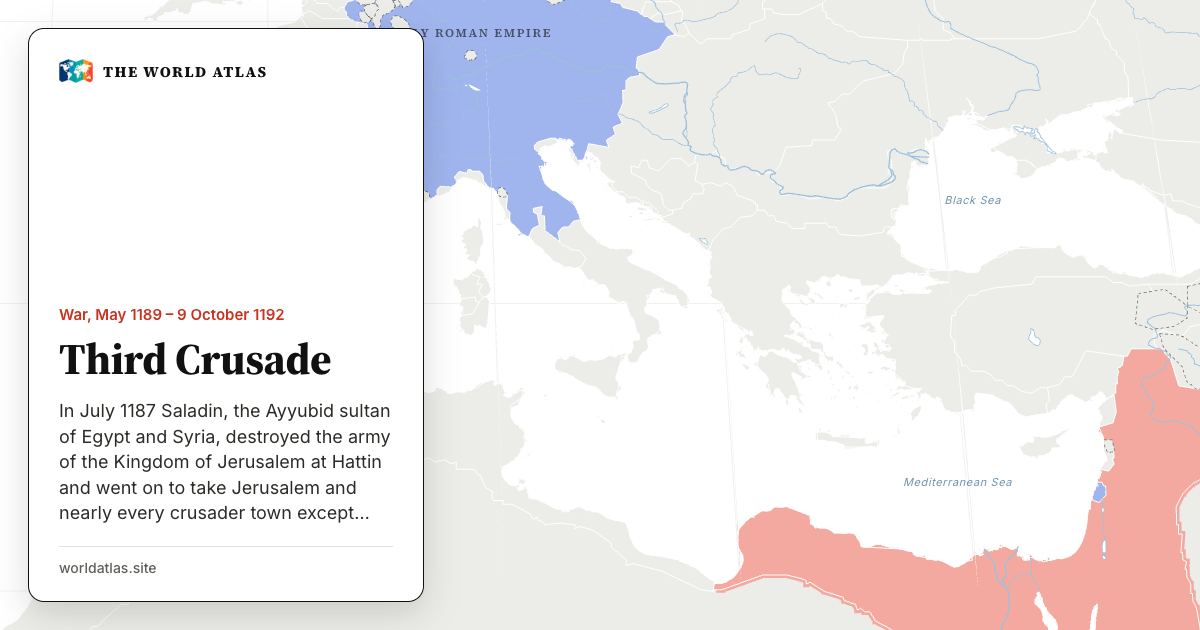 Y ROMAN EMPIRE
THE WORLD ATLAS
Black Sea
War, May 1189 – 9 October 1192
Third Crusade
In July 1187 Saladin, the Ayyubid sultan
of Egypt and Syria, destroyed the army
of the Kingdom of Jerusalem at Hattin
and went on to take Jerusalem and
nearly every crusader town except...
Mediterranean Sea
worldatlas.site